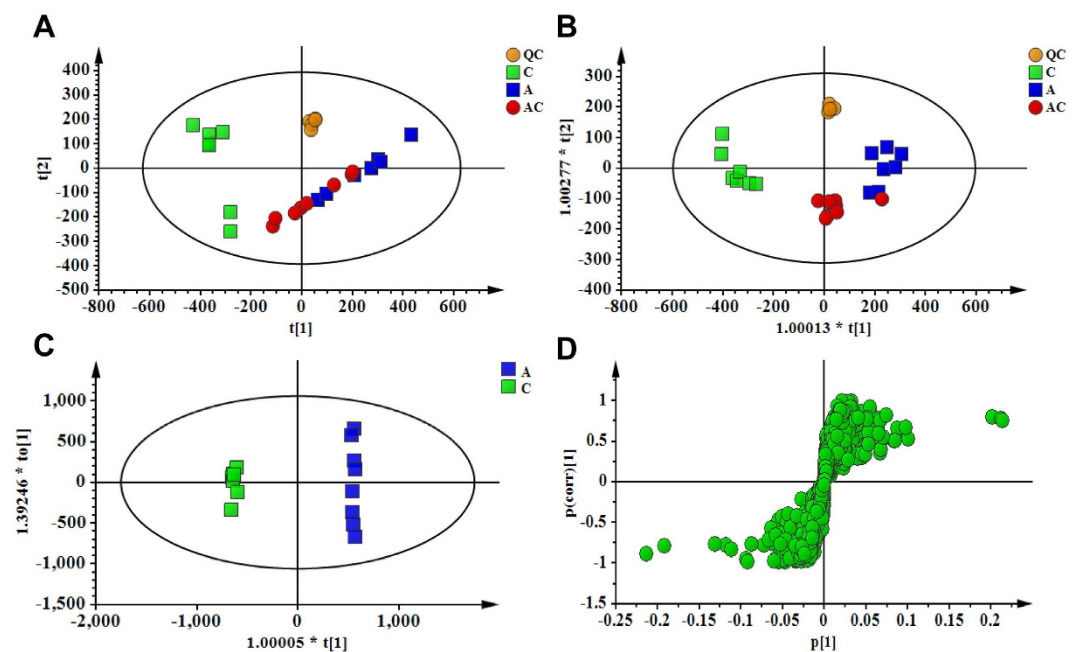 A
QC
C
A
AC
400
300
200
100
0
-100
-200
-300
-400
-500
t[2]
-800 -600 -400 -200 0 200 400 600
t[1]
B
QC
C
A
AC
300
200
100
0
-100
-200
-300
-400
1.00277 * t[2]
-800 -600 -400 -200 0 200 400 600
1.00013 * t[1]
C
A
C
1,000
500
0
-500
-1,000
-1,500
1.39246 * to[1]
-2,000 -1,000 0 1,000
1.00005 * t[1]
D
1
0.5
0
-0.5
-1
-1.5
p(corr)[1]
-0.25 -0.2 -0.15 -0.1 -0.05 0 0.05 0.1 0.15 0.2
p[1]